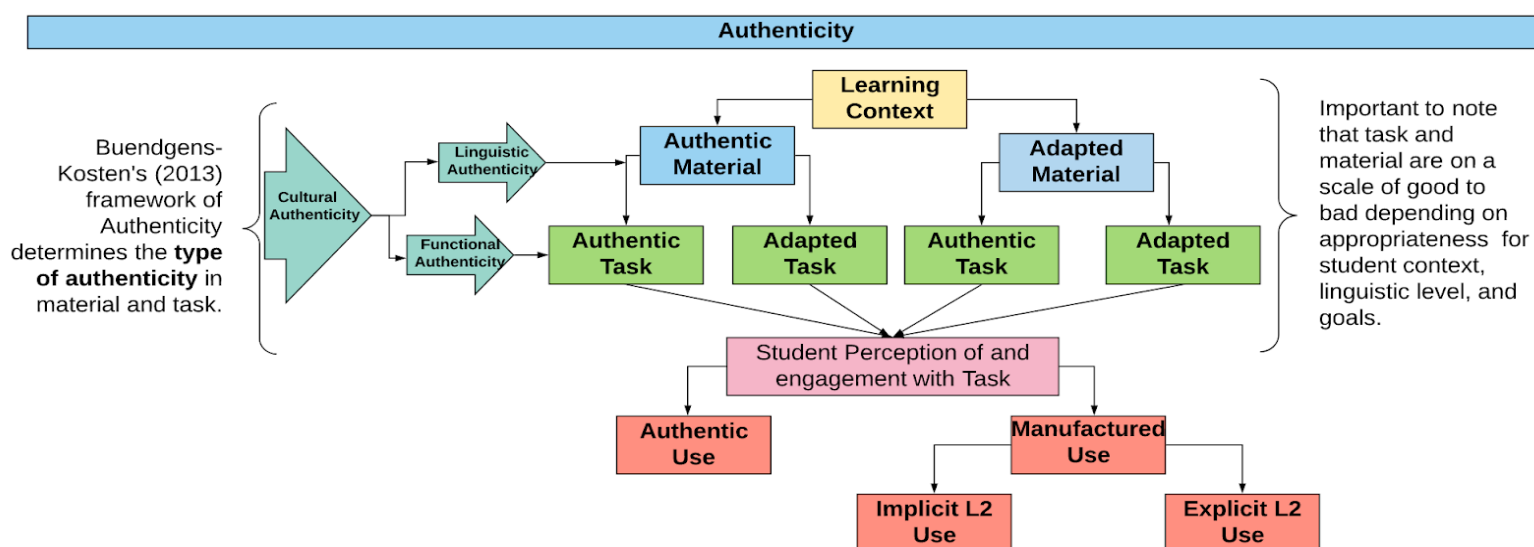 Authenticity
Buendgens-
Kosten's (2013)
framework of
Authenticity
determines the type
of authenticity in
material and task.
Cultural
Authenticity
Linguistic
Authenticity
Functional
Authenticity
Learning
Context
Authentic
Material
Adapted
Material
Authentic
Task
Adapted
Task
Authentic
Task
Adapted
Task
Important to note
that task and
material are on a
scale of good to
bad depending on
appropriateness for
student context,
linguistic level, and
goals.
Student Perception of and
engagement with Task
Authentic
Use
Manufactured
Use
Implicit L2
Use
Explicit L2
Use